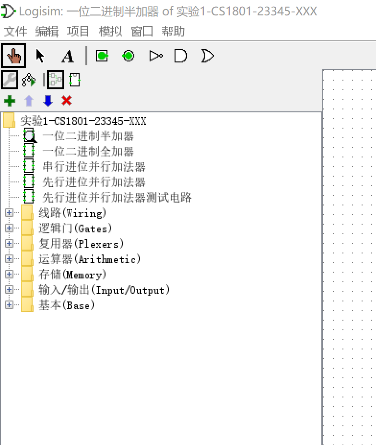 Logisim: 一位二进制半加器 of 实验1-CS1801-23345-XXX
文件 编辑 项目 模拟 窗口 帮助
A
实验1-CS1801-23345-XXX
一位二进制半加器
一位二进制全加器
串行进位并行加法器
先行进位并行加法器
先行进位并行加法器测试电路
线路(Wiring)
逻辑门(Gates)
复用器(Plexers)
运算器(Arithmetic)
存储(Memory)
输入/输出(Input/Output)
基本(Base)